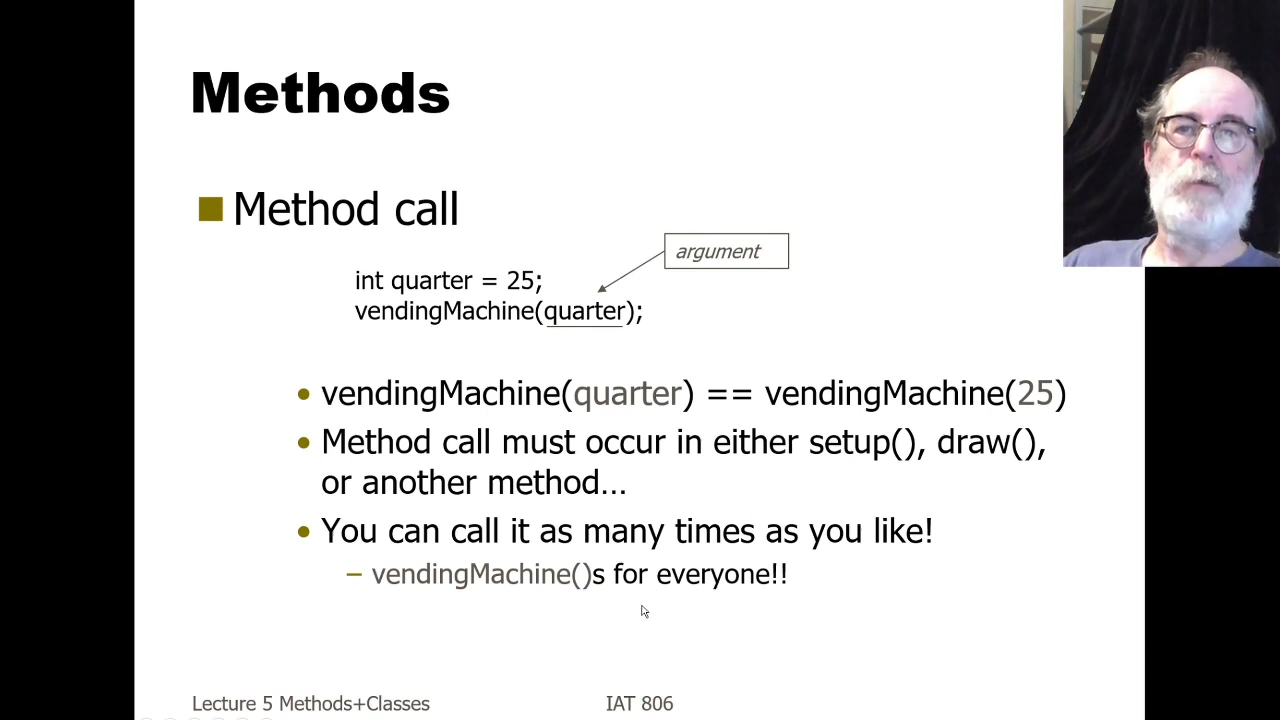 Methods
Method call
argument
int quarter = 25;
vendingMachine(quarter);
vendingMachine(quarter) == vendingMachine(25)
Method call must occur in either setup(), draw(),
or another method…
You can call it as many times as you like!
– vendingMachine()s for everyone!!
Lecture 5 Methods+Classes
IAT 806